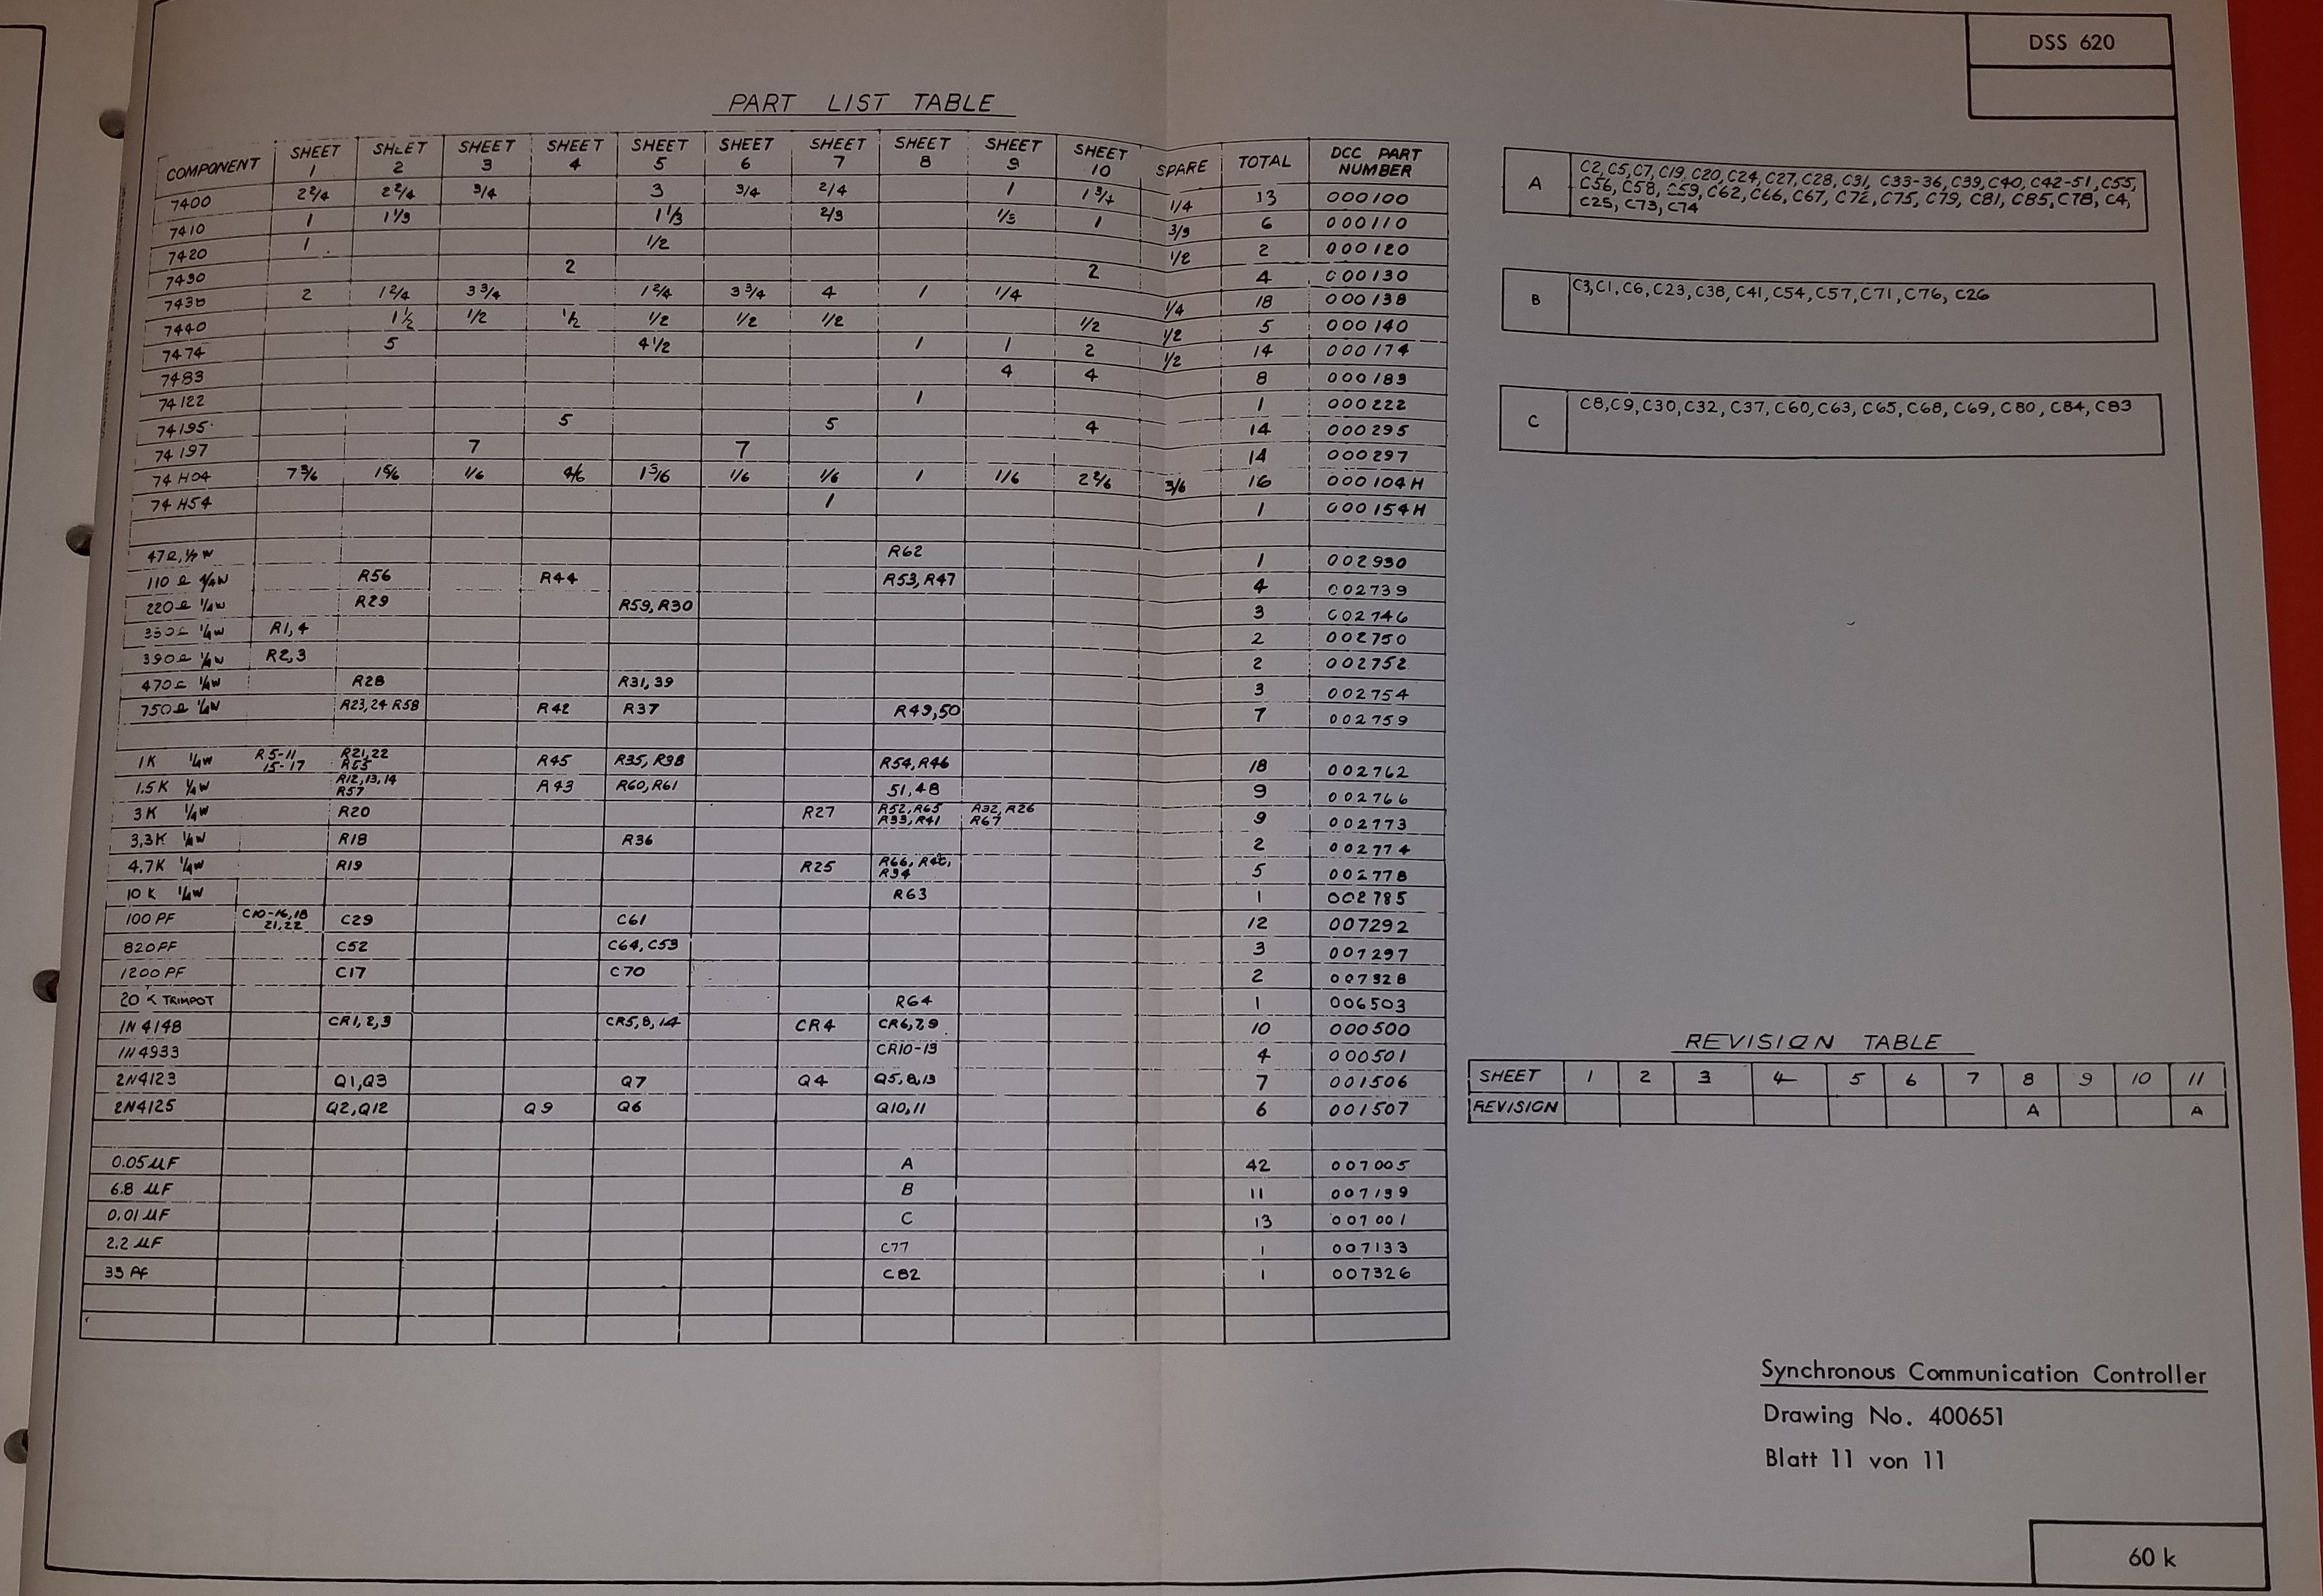 DSS 620
PART LIST TABLE
COMPONENT SHEET 1 SHEET 2 SHEET 3 SHEET 4 SHEET 5 SHEET 6 SHEET 7 SHEET 8 SHEET 9 SHEET 10 SPARE TOTAL DCC PART NUMBER
7400 2 2/4 2 2/4 3/4 3 3/4 2/4 1 1 3/4 1/4 13 000100
7410 1 1 1/3 1 1/3 2/3 1/3 1 3/3 6 000110
7420 1 1/2 1/2 2 000120
7430 2 2 4 000130
7438 2 1 2/4 3 3/4 1 2/4 3 3/4 4 1 1/4 1/4 18 000138
7440 1 1/2 1/2 1/2 1/2 1/2 1/2 1/2 1/2 5 000140
7474 5 4 1/2 1 1 2 1/2 14 000174
7483 4 4 8 000183
74122 1 1 000222
74195 5 5 4 14 000295
74197 7 7 14 000297
74H04 7 3/6 1 5/6 1/6 4/6 1 3/6 1/6 1/6 1 1/6 2 2/6 3/6 16 000104H
74H54 1 1 000154H
47Ω, 1/2 W R62 1 002930
110 Ω 1/4W R56 R44 R53, R47 4 002739
220Ω 1/4W R29 R59, R30 3 002746
330Ω 1/4W R1, 4 2 002750
390Ω 1/4W R2,3 2 002752
470Ω 1/4W R28 R31, 39 3 002754
750Ω 1/4W R23, 24 R58 R42 R37 R49,50 7 002759
1K 1/4W R5-11 15-17 R21,22 R55 R45 R35, R38 R54, R46 18 002762
1.5K 1/4W R12, 13, 14 R57 R43 R60, R61 51, 48 9 002766
3K 1/4W R20 R27 R52, R65 R33, R41 R32, R26 R67 9 002773
3,3K 1/4W R18 R36 2 002774
4.7K 1/4W R19 R25 R66, R40, R34 5 002778
10K 1/4W R63 1 002785
100 PF C10-16,18 21,22 C29 C61 12 007292
820PF C52 C64, C53 3 007297
1200 PF C17 C70 2 007328
20 K TRIMPOT R64 1 006503
1N4148 CR1, 2,3 CR5, 8, 14 CR4 CR6,7,9 10 000500
1N4933 CR10-13 4 000501
2N4123 Q1,Q3 Q7 Q4 Q5, 8,13 7 001506
2N4125 Q2, Q12 Q9 Q6 Q10, 11 6 001507
0.05 µF A 42 007005
6.8 µF B 11 007139
0.01 µF C 13 007001
2.2 µF C77 1 007133
33 Pf C82 1 007326
A C2, C5, C7, C19, C20, C24, C27, C28, C31, C33-36, C39, C40, C42-51, C55,
C56, C58, C59, C62, C66, C67, C72, C75, C79, C81, C85, C78, C4,
C25, C73, C74
B C3, C1, C6, C23, C38, C41, C54, C57, C71, C76, C26
C C8, C9, C30, C32, C37, C60, C63, C65, C68, C69, C80, C84, C83
REVISION TABLE
SHEET 1 2 3 4 5 6 7 8 9 10 11
REVISION A A
Synchronous Communication Controller
Drawing No. 400651
Blatt 11 von 11
60 k